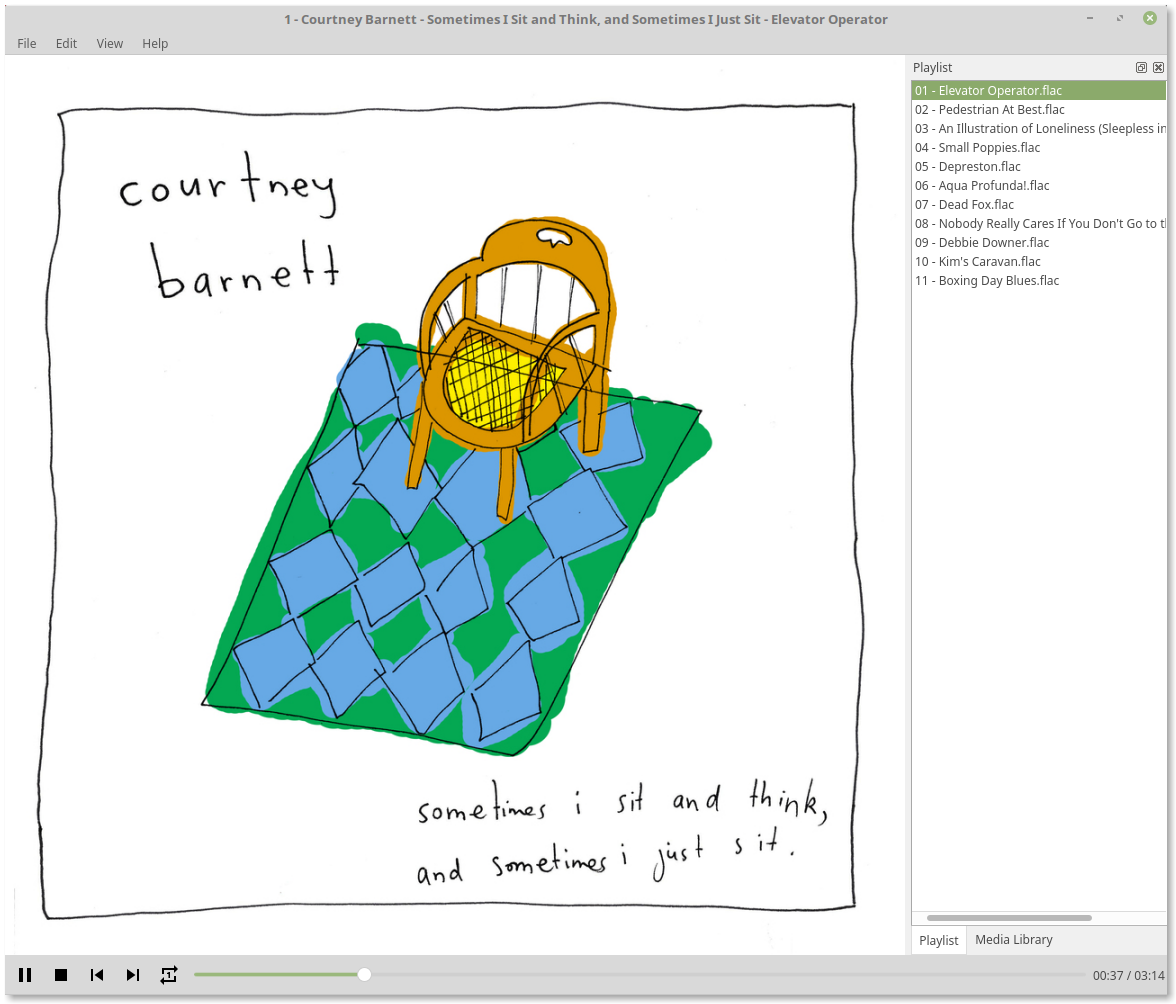 1 - Courtney Barnett - Sometimes I Sit and Think, and Sometimes I Just Sit - Elevator Operator
File Edit View Help
courtney
barnett
sometimes i sit and think,
and sometimes i just sit.
Playlist
01 - Elevator Operator.flac
02 - Pedestrian At Best.flac
03 - An Illustration of Loneliness (Sleepless in
04 - Small Poppies.flac
05 - Depreston.flac
06 - Aqua Profunda!.flac
07 - Dead Fox.flac
08 - Nobody Really Cares If You Don't Go to t
09 - Debbie Downer.flac
10 - Kim's Caravan.flac
11 - Boxing Day Blues.flac
Playlist Media Library
1
00:37 / 03:14